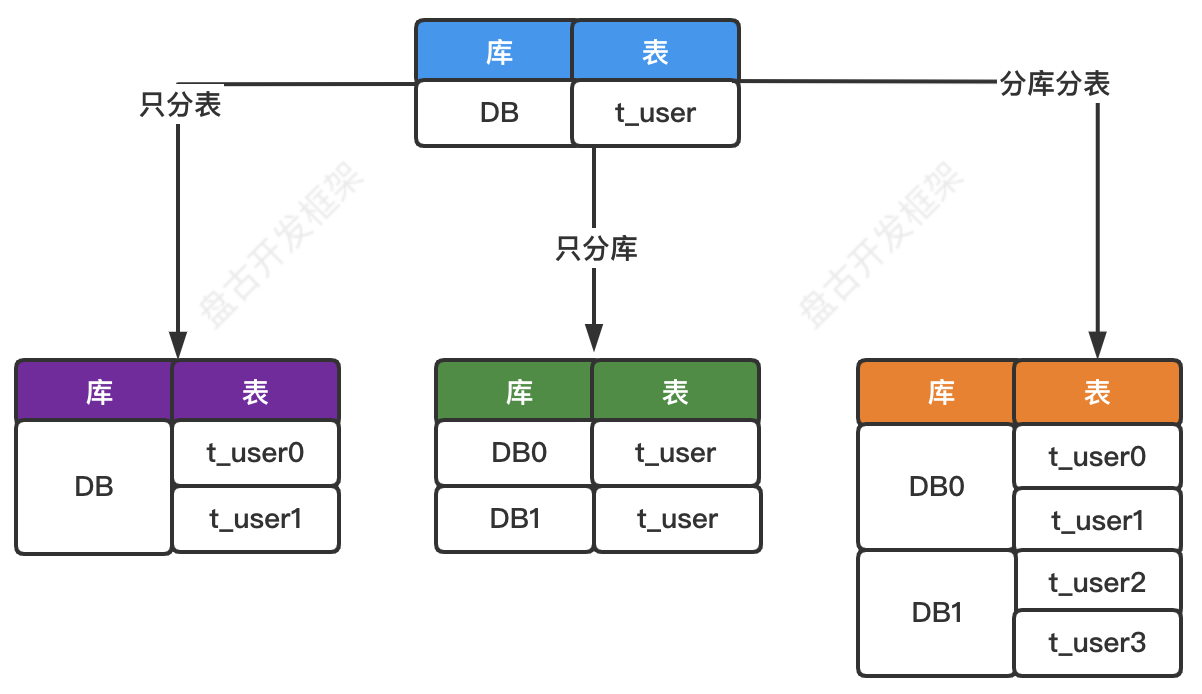 库 表
DB t_user
只分表
分库分表
只分库
盘古开发框架
盘古开发框架
库 表
DB
t_user0
t_user1
库 表
DB0 t_user
DB1 t_user
库 表
DB0
t_user0
t_user1
DB1
t_user2
t_user3